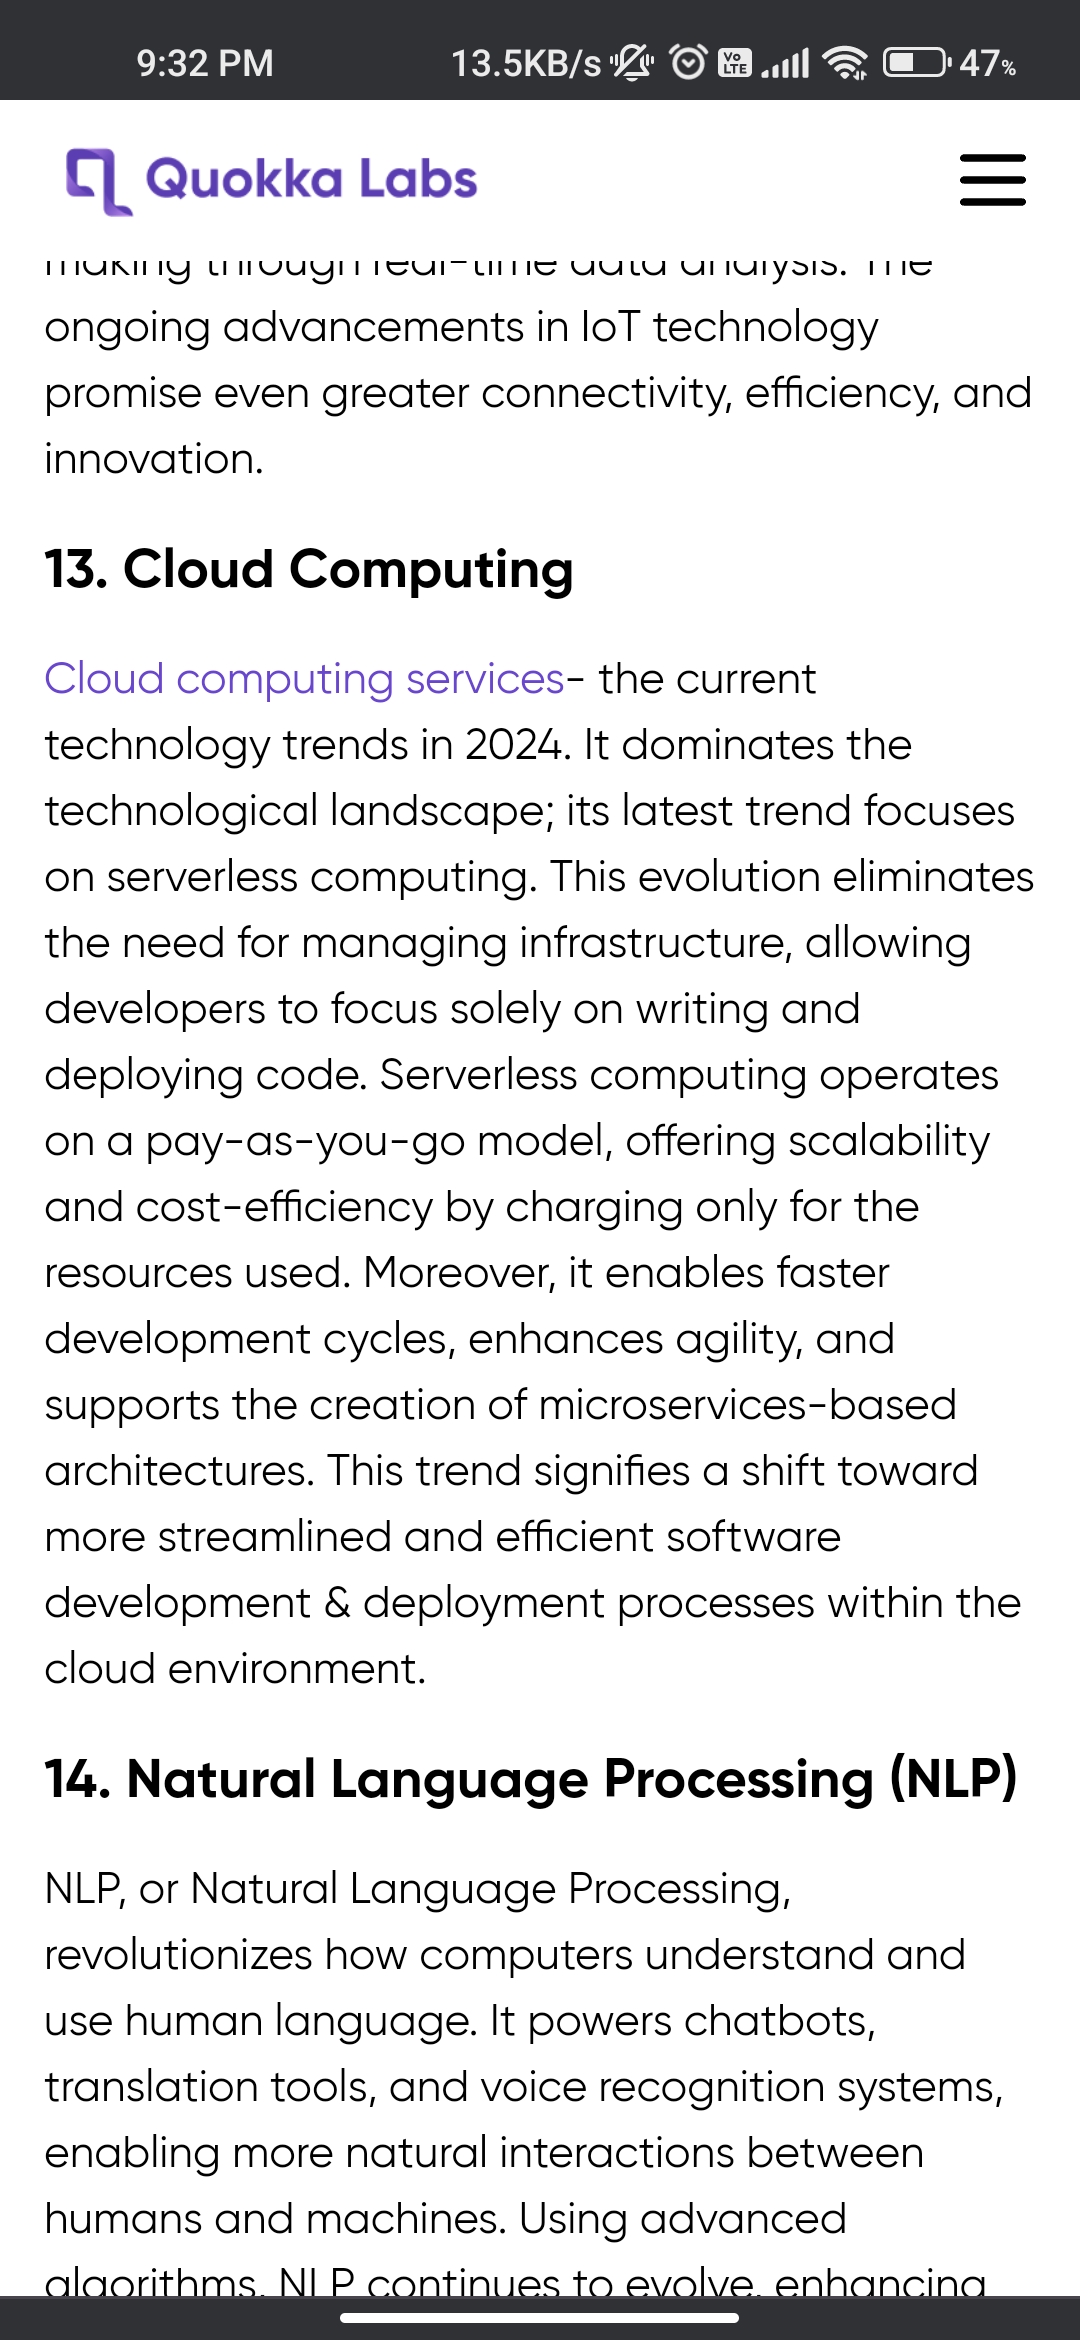 9:32 PM 13.5KB/s VoLTE 47%
Quokka Labs
making through real-time data analysis. The
ongoing advancements in IoT technology
promise even greater connectivity, efficiency, and
innovation.
13. Cloud Computing
Cloud computing services- the current
technology trends in 2024. It dominates the
technological landscape; its latest trend focuses
on serverless computing. This evolution eliminates
the need for managing infrastructure, allowing
developers to focus solely on writing and
deploying code. Serverless computing operates
on a pay-as-you-go model, offering scalability
and cost-efficiency by charging only for the
resources used. Moreover, it enables faster
development cycles, enhances agility, and
supports the creation of microservices-based
architectures. This trend signifies a shift toward
more streamlined and efficient software
development & deployment processes within the
cloud environment.
14. Natural Language Processing (NLP)
NLP, or Natural Language Processing,
revolutionizes how computers understand and
use human language. It powers chatbots,
translation tools, and voice recognition systems,
enabling more natural interactions between
humans and machines. Using advanced
algorithms, NLP continues to evolve, enhancing